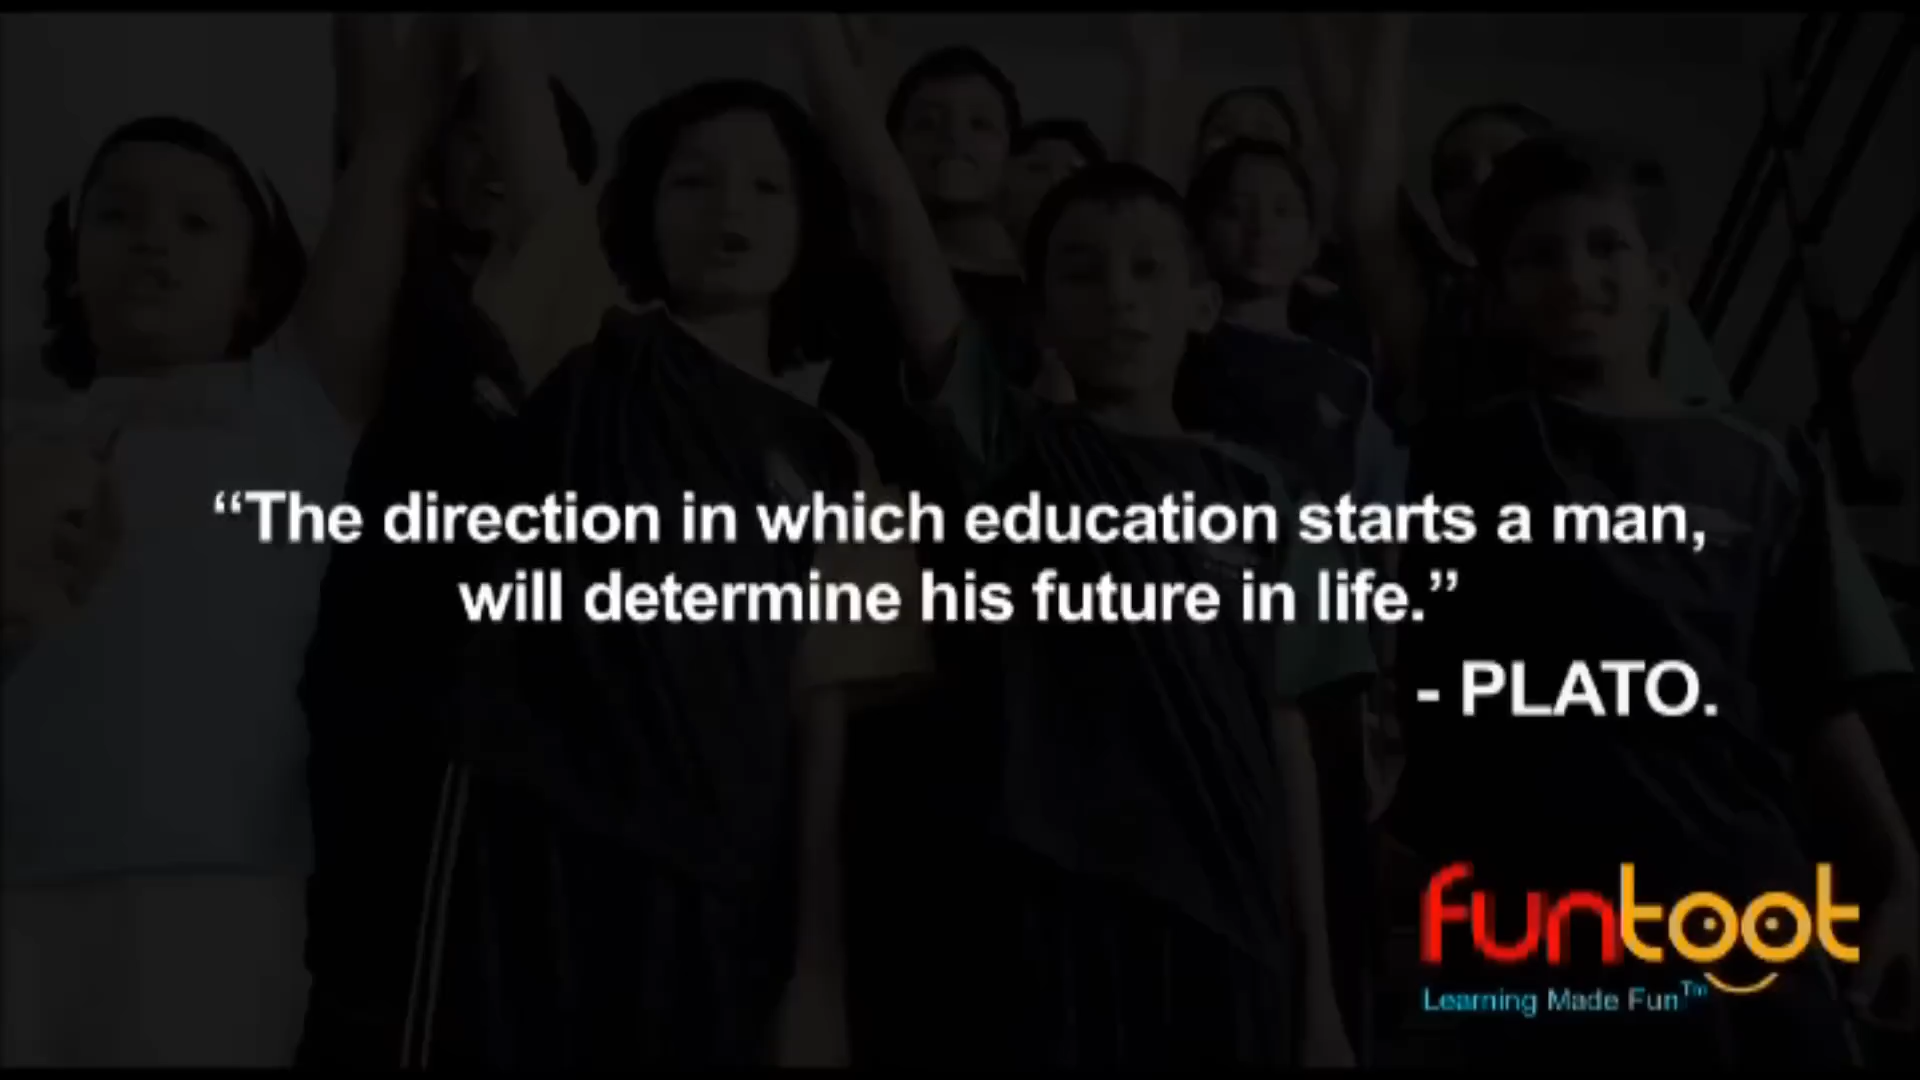 “The direction in which education starts a man,
will determine his future in life.”
- PLATO.
funtoot
Learning Made Fun™